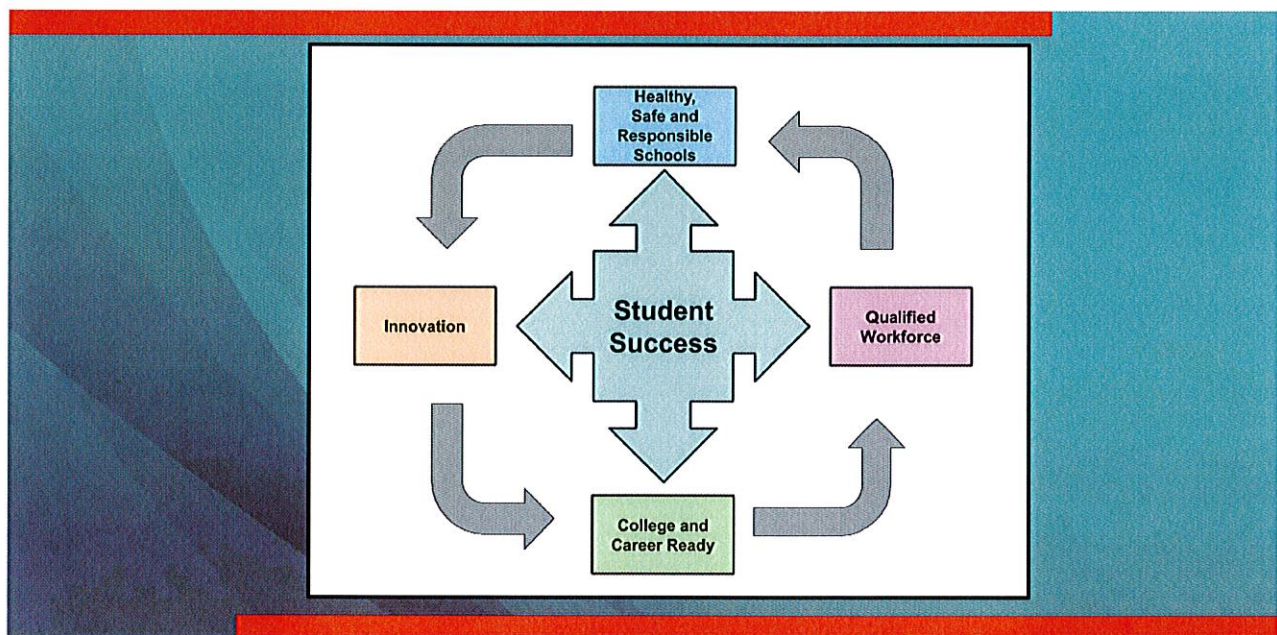 Healthy,
Safe and
Responsible
Schools
Innovation
Student
Success
Qualified
Workforce
College and
Career Ready